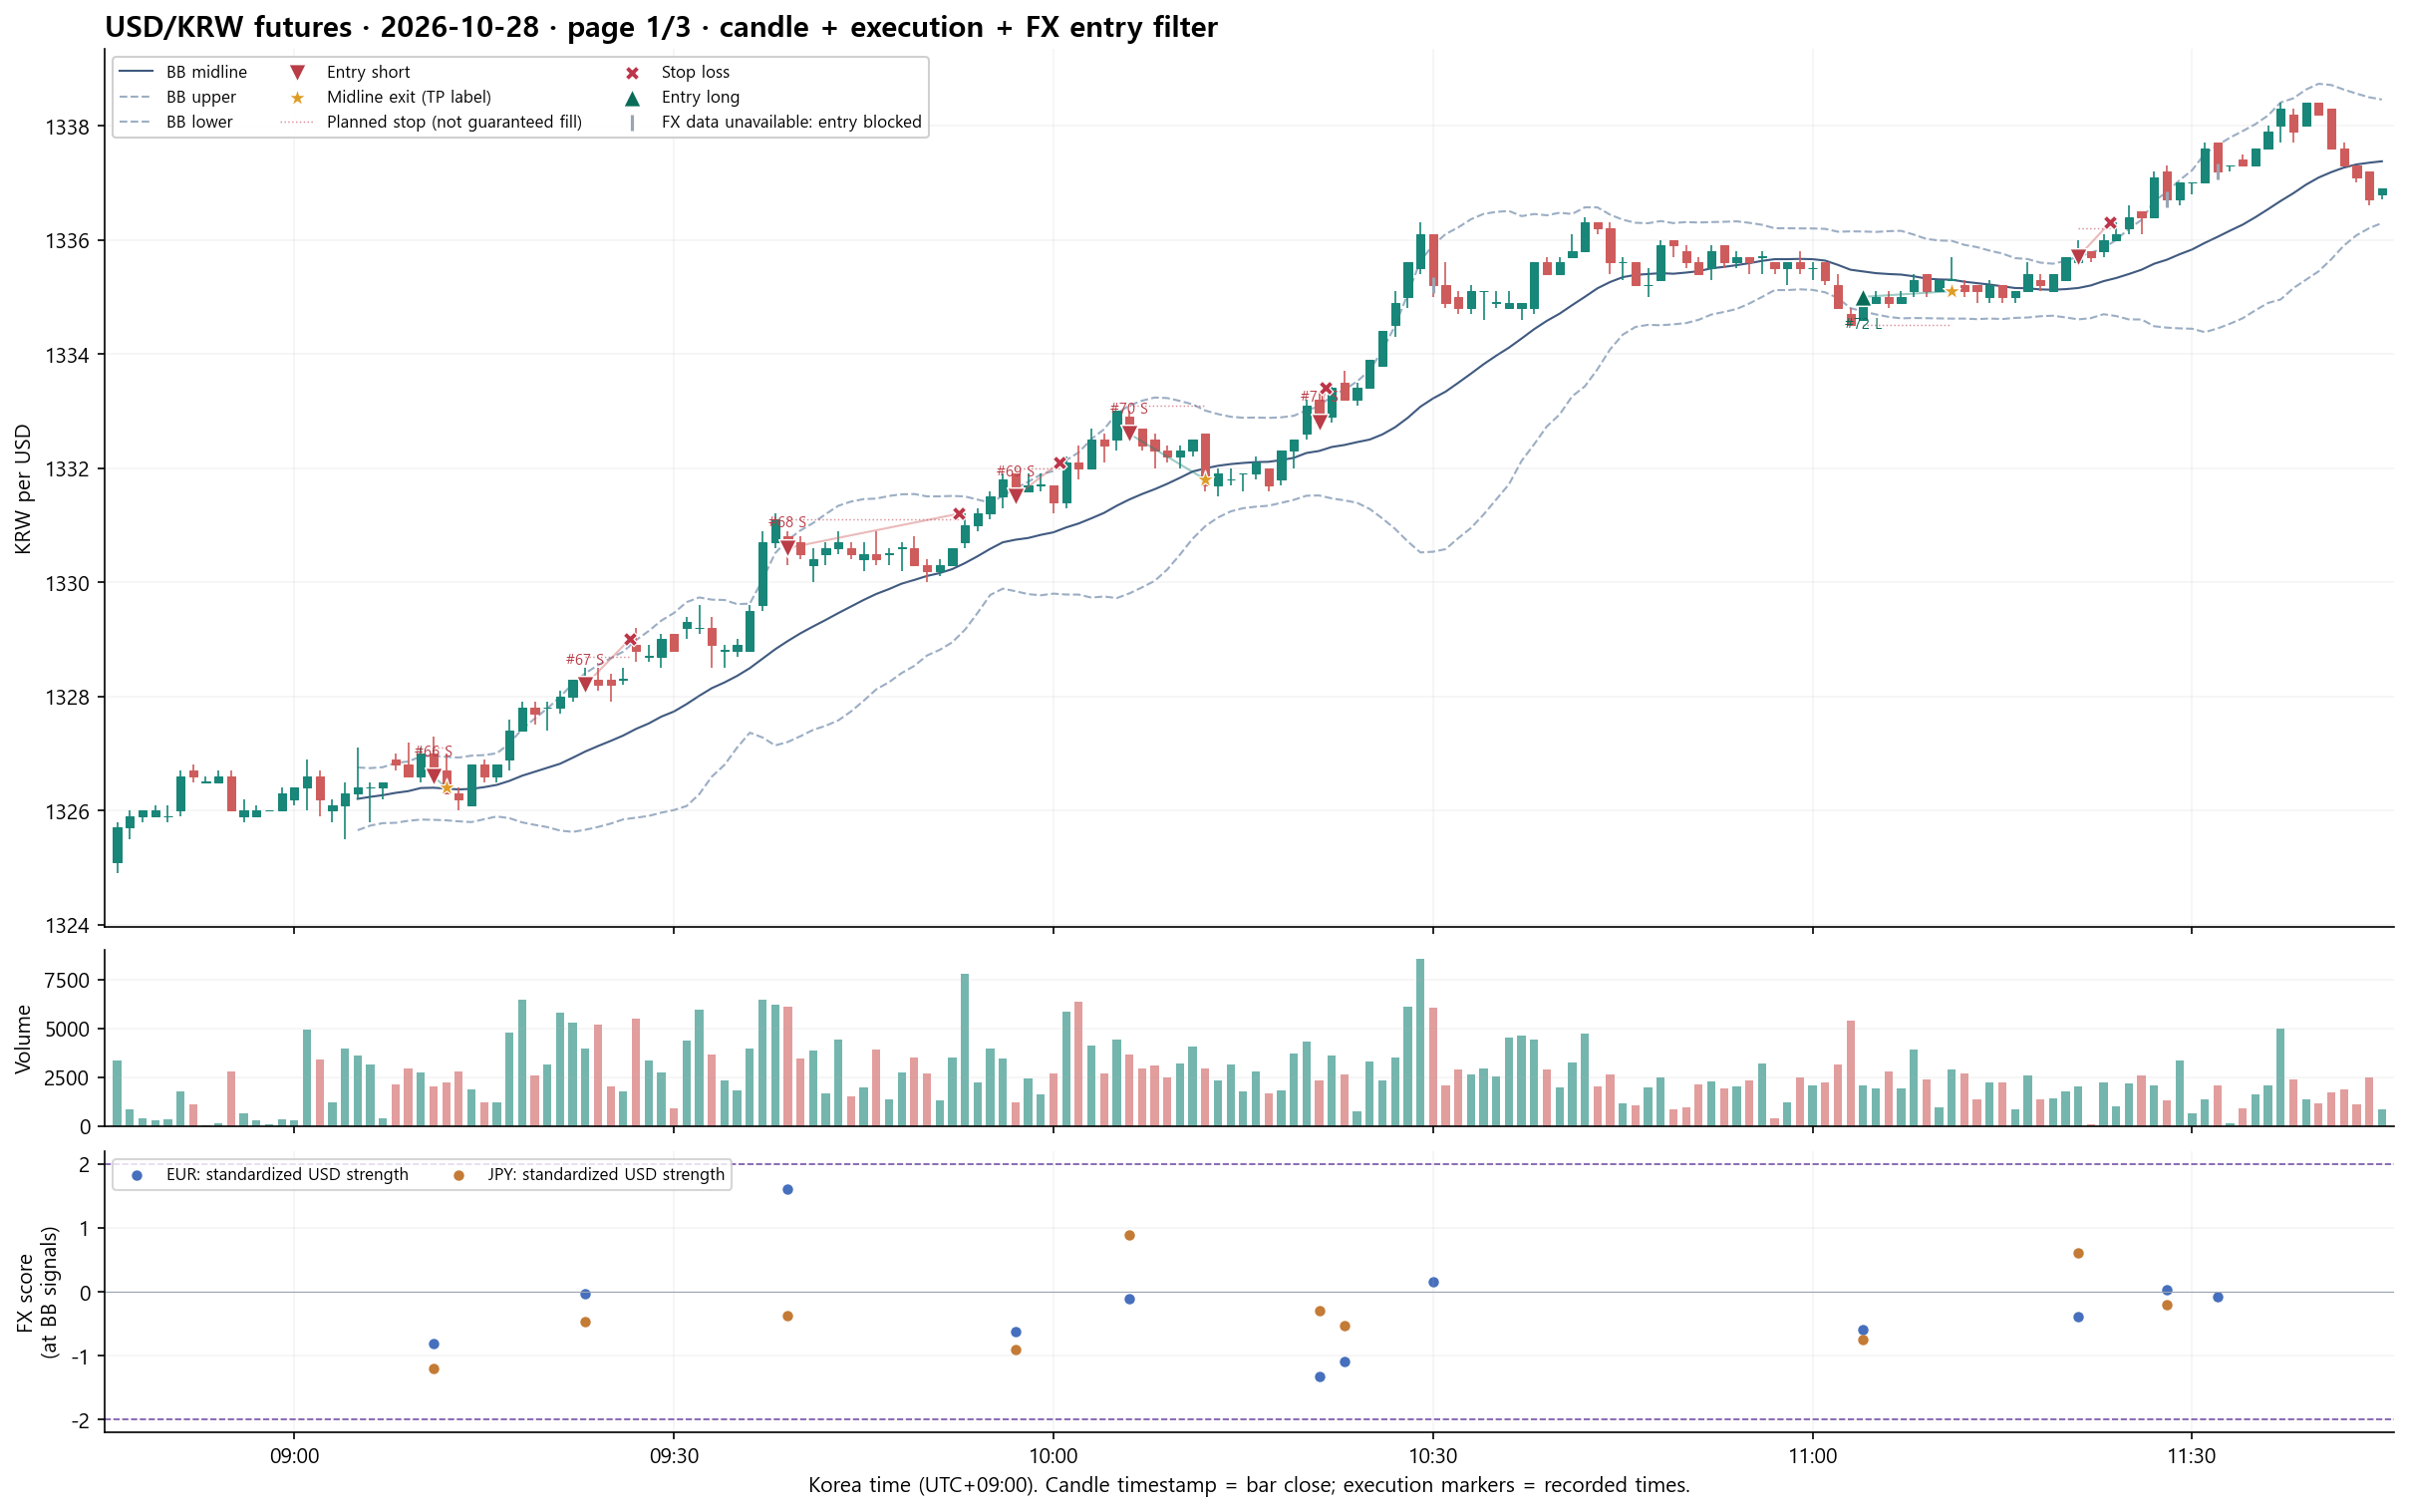 USD/KRW futures · 2026-10-28 · page 1/3 · candle + execution + FX entry filter
BB midline
BB upper
BB lower
Entry short
Midline exit (TP label)
Planned stop (not guaranteed fill)
Stop loss
Entry long
FX data unavailable: entry blocked
KRW per USD
1338
1336
1334
1332
1330
1328
1326
1324
#66 S
#67 S
#68 S
#69 S
#70 S
#72 L
Volume
7500
5000
2500
0
EUR: standardized USD strength
JPY: standardized USD strength
FX score
(at BB signals)
2
1
0
-1
-2
09:00
09:30
10:00
10:30
11:00
11:30
Korea time (UTC+09:00). Candle timestamp = bar close; execution markers = recorded times.